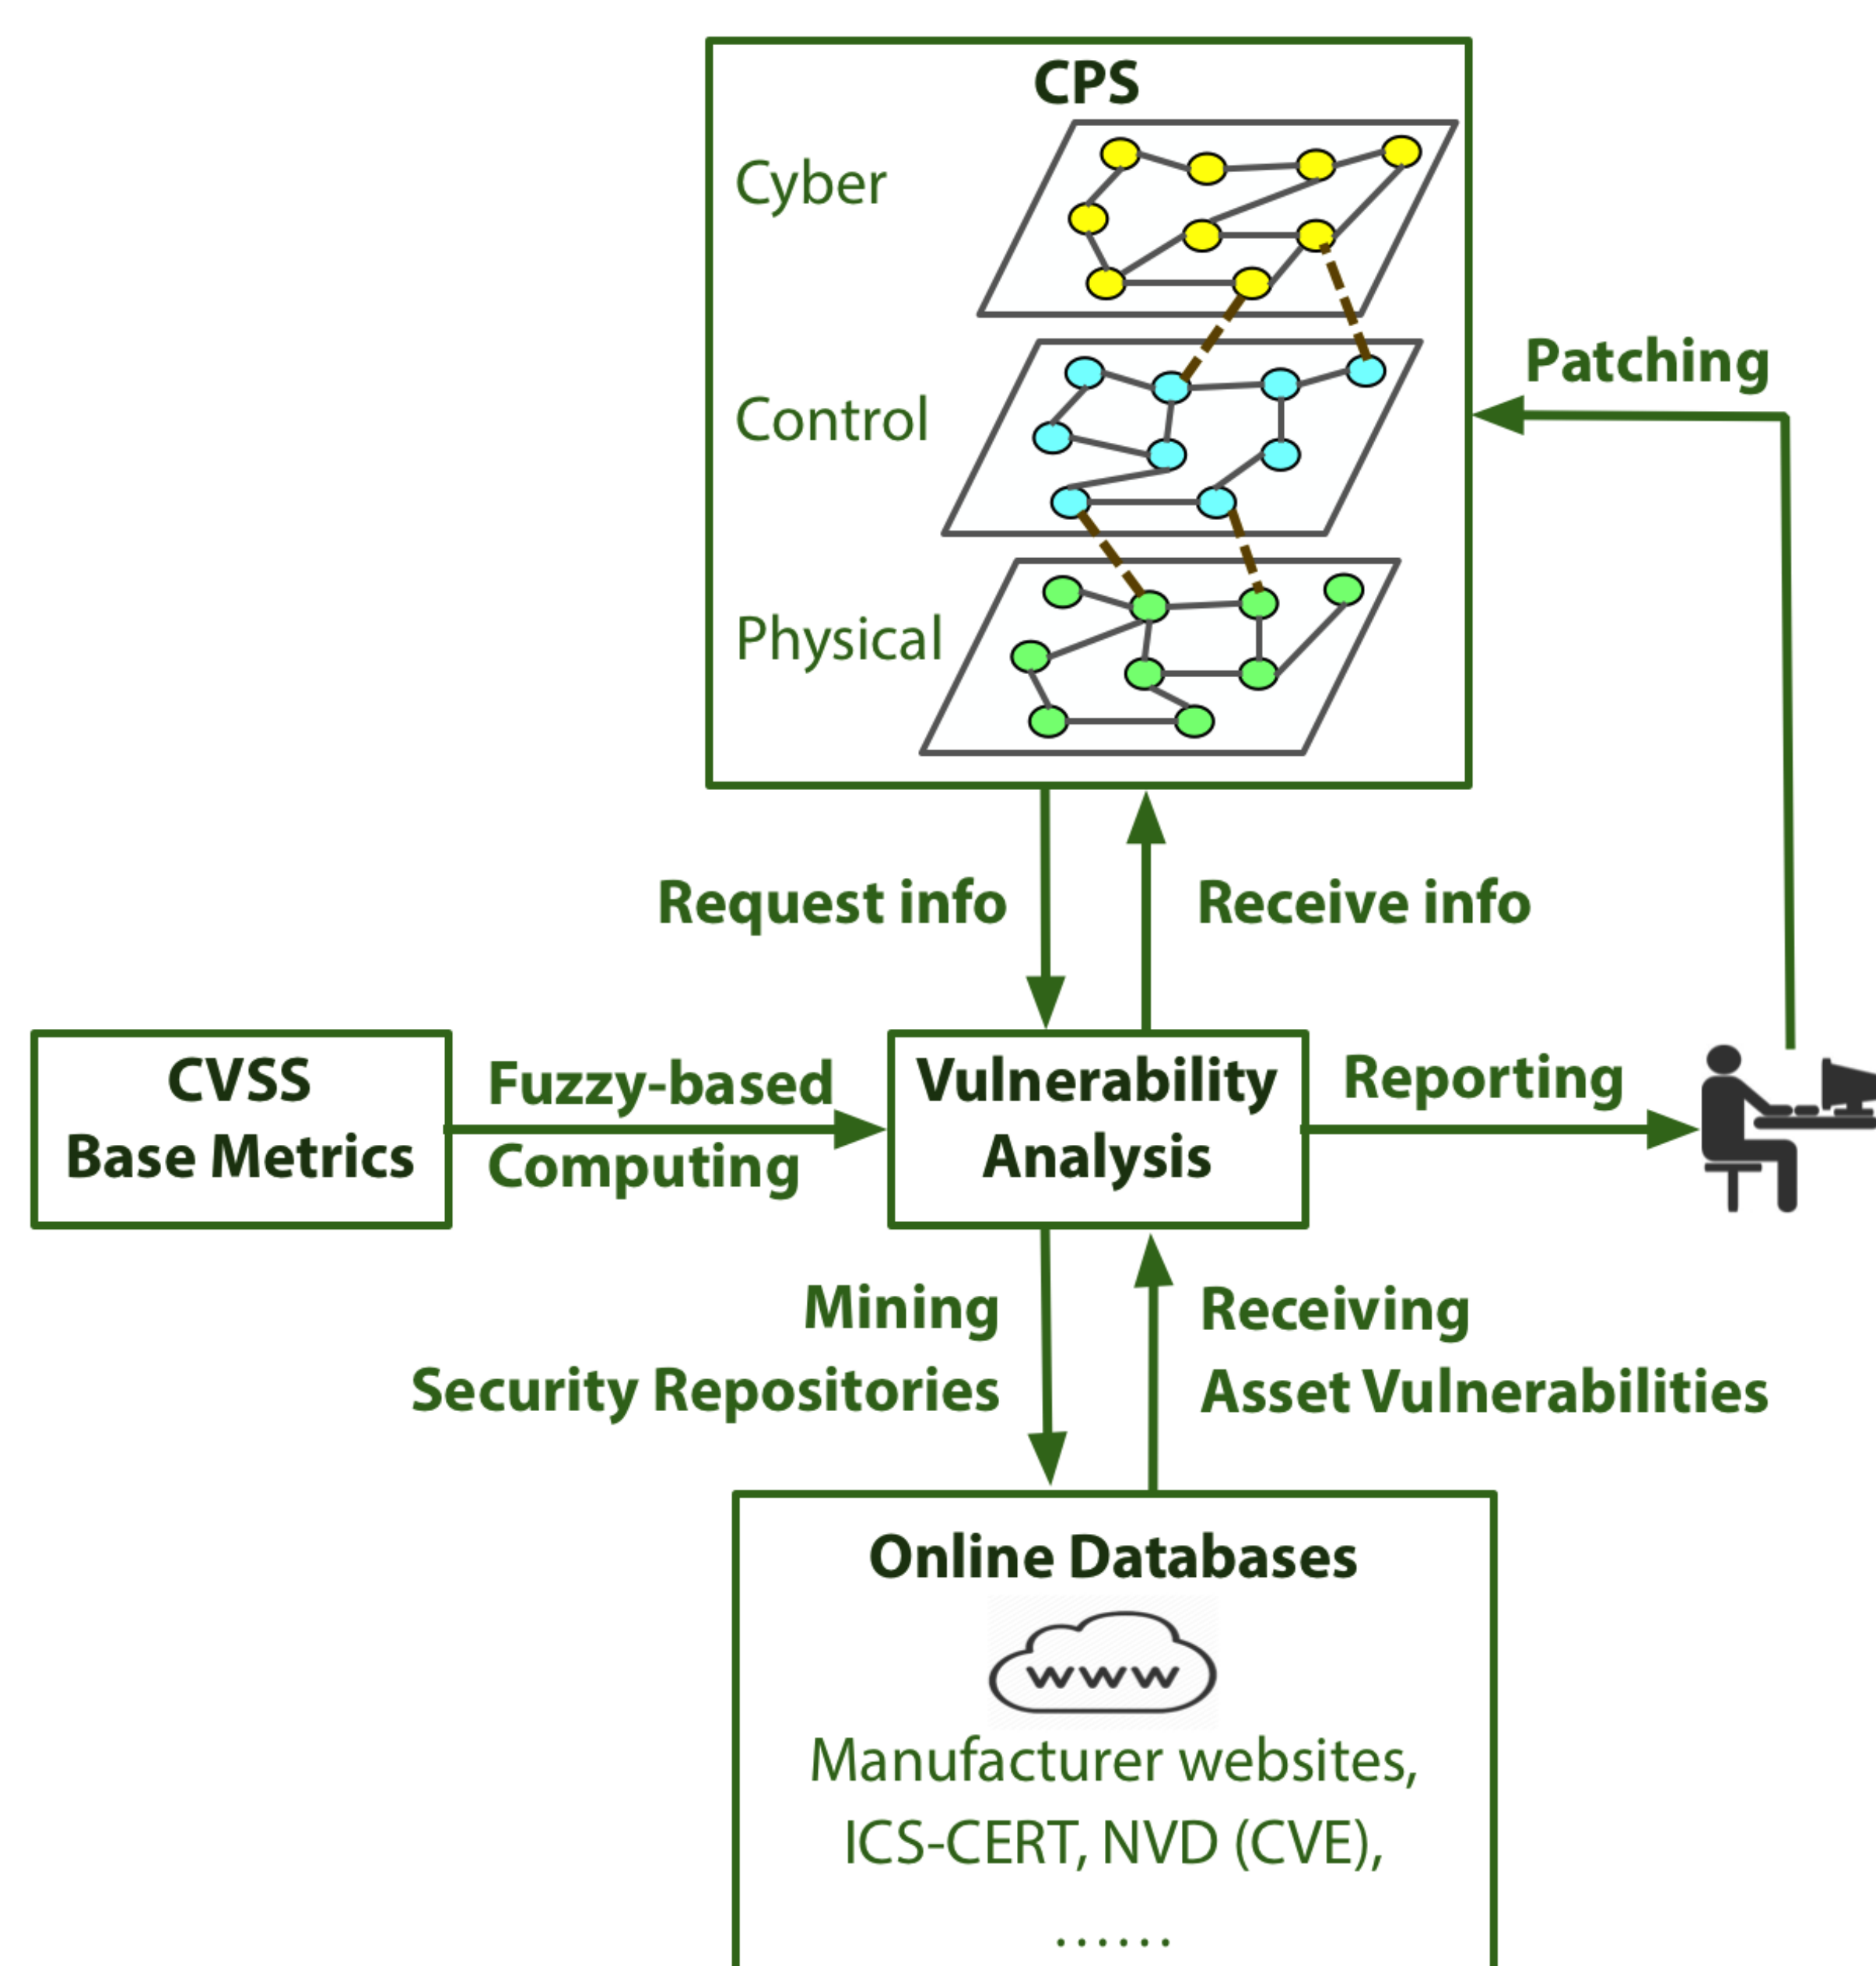 CPS
Cyber
Control
Physical
Patching
Request info
Receive info
CVSS
Base Metrics
Fuzzy-based
Computing
Vulnerability
Analysis
Reporting
Mining
Security Repositories
Receiving
Asset Vulnerabilities
Online Databases
www
Manufacturer websites,
ICS-CERT, NVD (CVE),
......